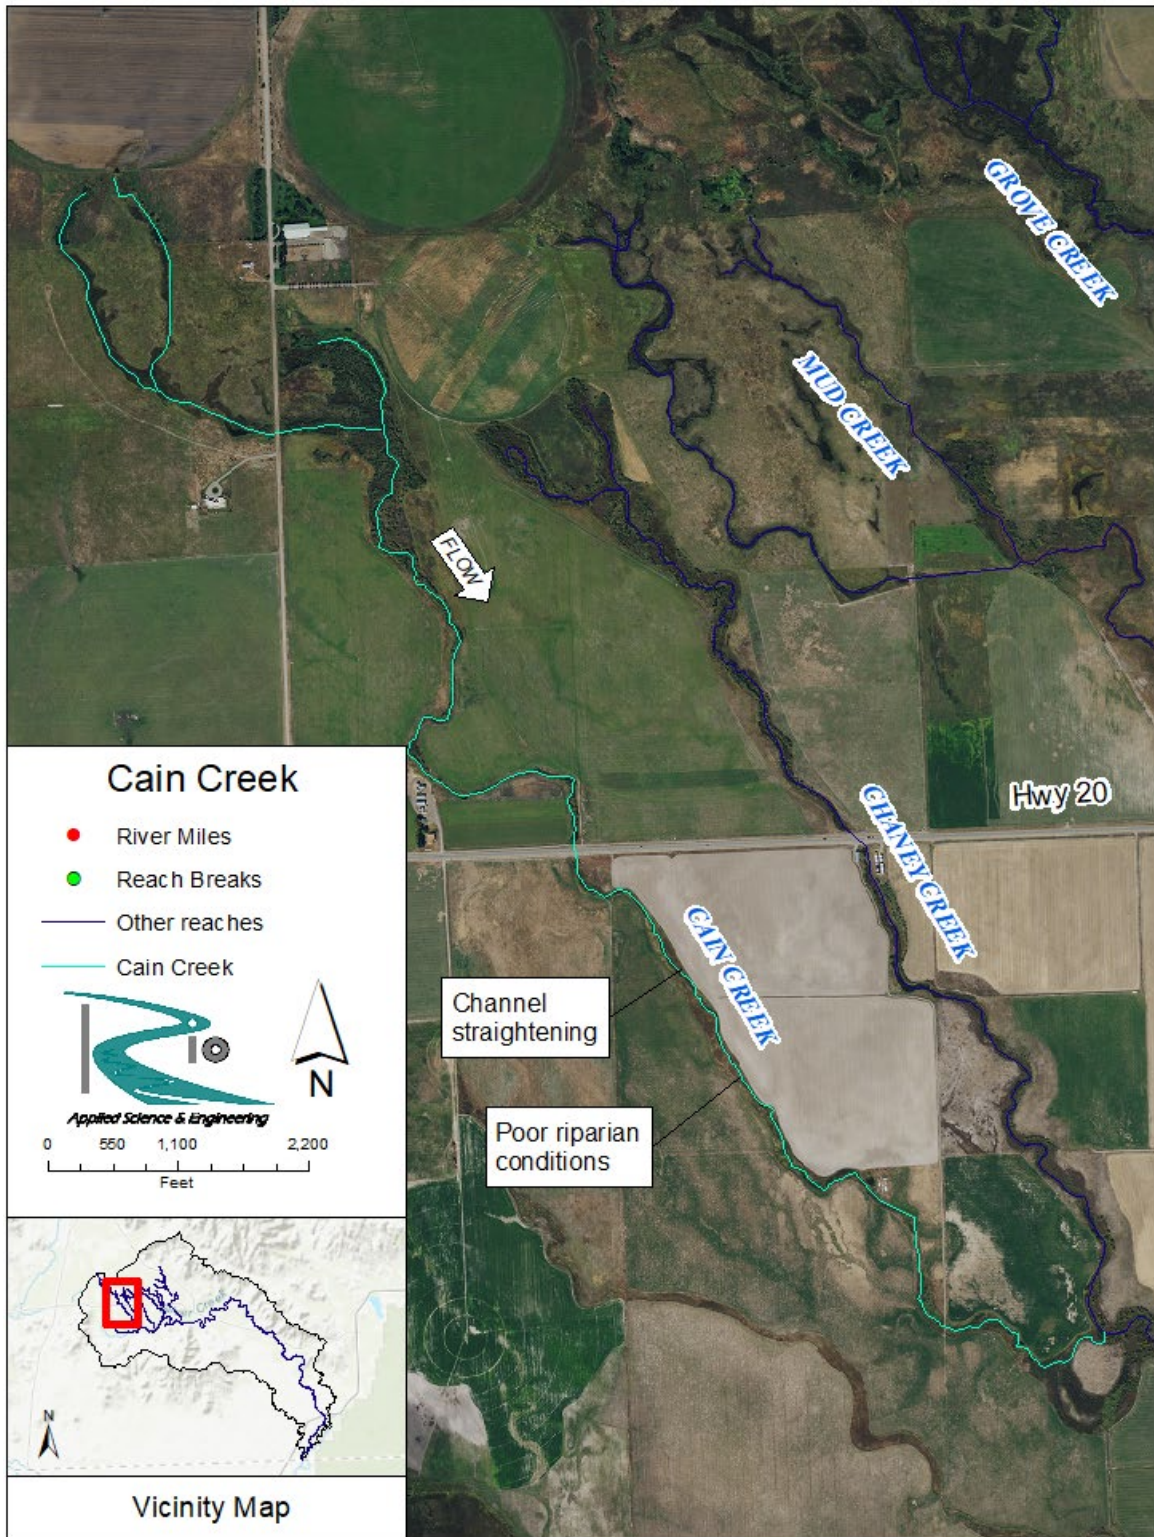 GROVE CREEK
MUD CREEK
FLOW
Hwy 20
CHANEY CREEK
CAIN CREEK
Channel
straightening
Poor riparian
conditions
Cain Creek
River Miles
Reach Breaks
Other reaches
Cain Creek
N
Applied Science & Engineering
0 550 1,100 2,200
Feet
N
Vicinity Map